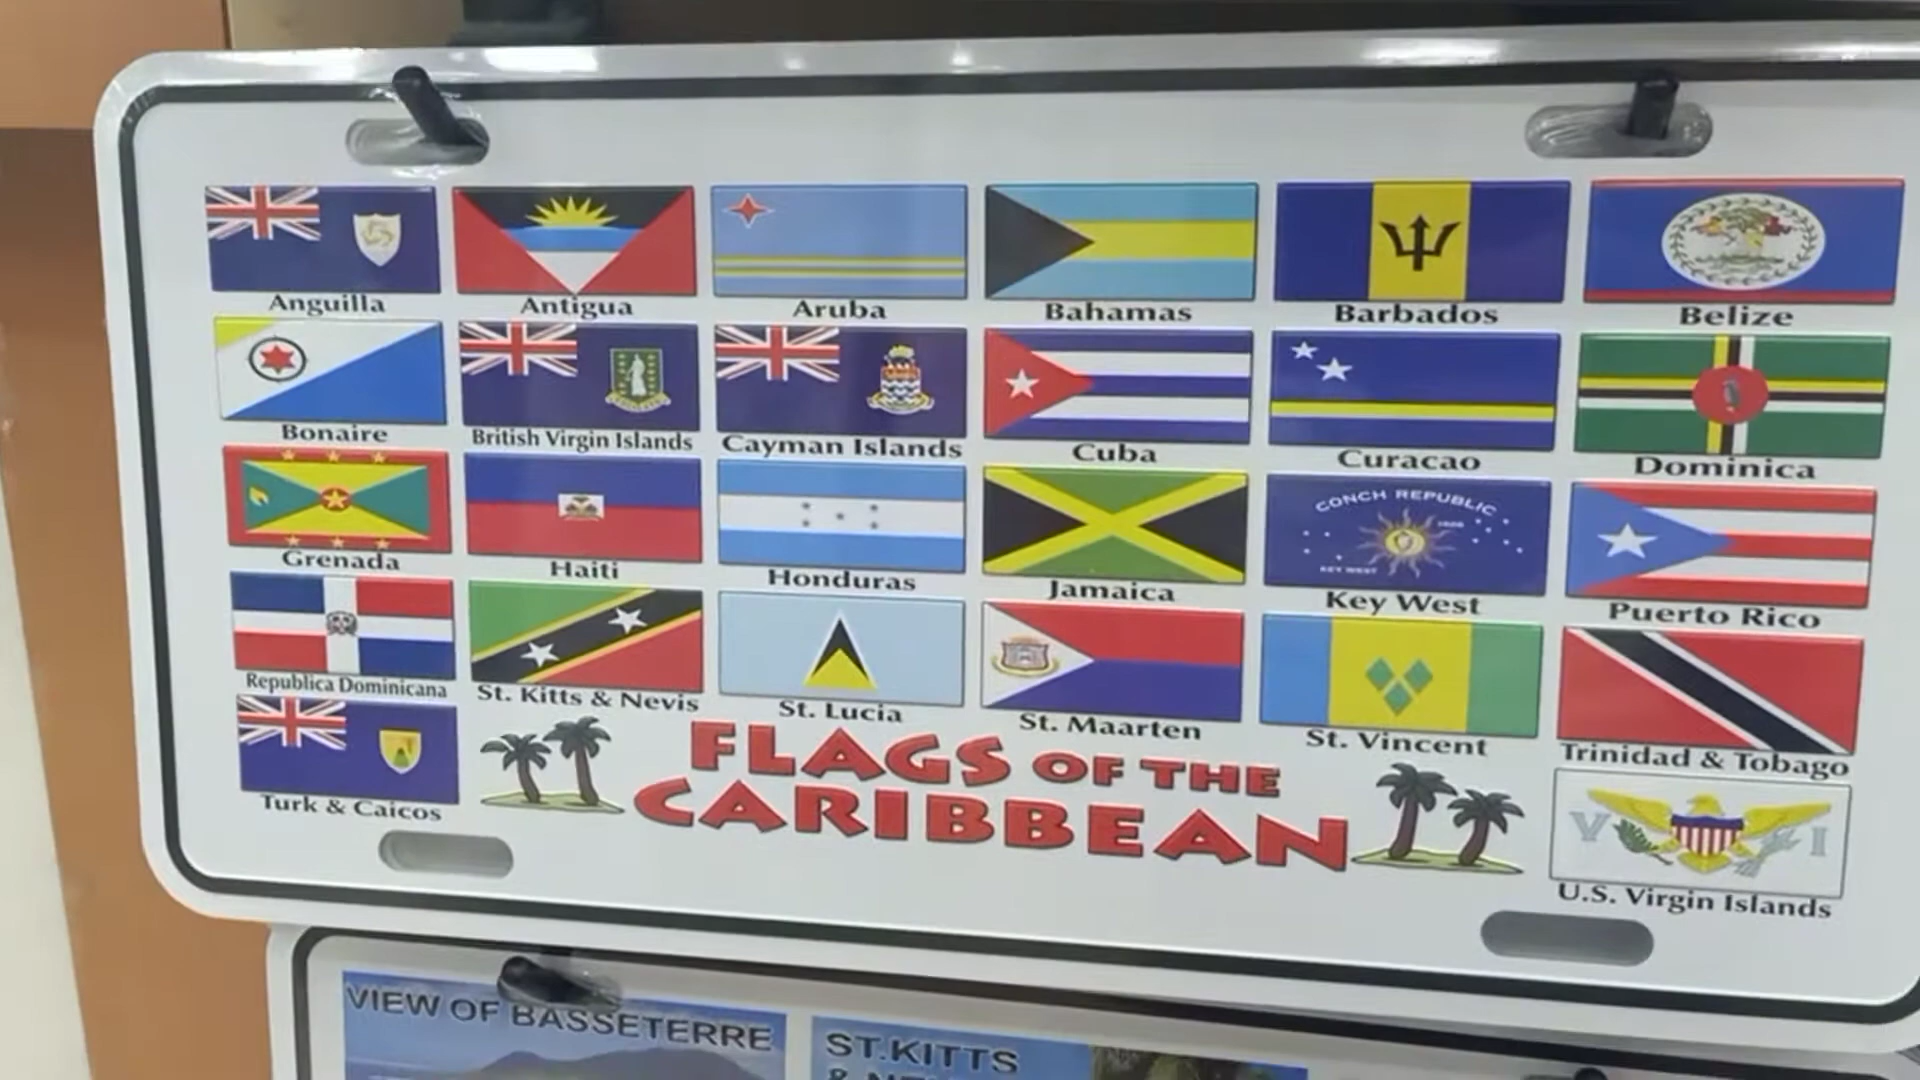 Anguilla Antigua Aruba Bahamas Barbados Belize
Bonaire British Virgin Islands Cayman Islands Cuba Curacao Dominica
CONCH REPUBLIC
KEY WEST
Grenada Haiti Honduras Jamaica Key West Puerto Rico
Republica Dominicana St. Kitts & Nevis St. Lucia St. Maarten St. Vincent Trinidad & Tobago
V I
Turk & Caicos U.S. Virgin Islands
FLAGS OF THE
CARIBBEAN
VIEW OF BASSETERRE
ST.KITTS